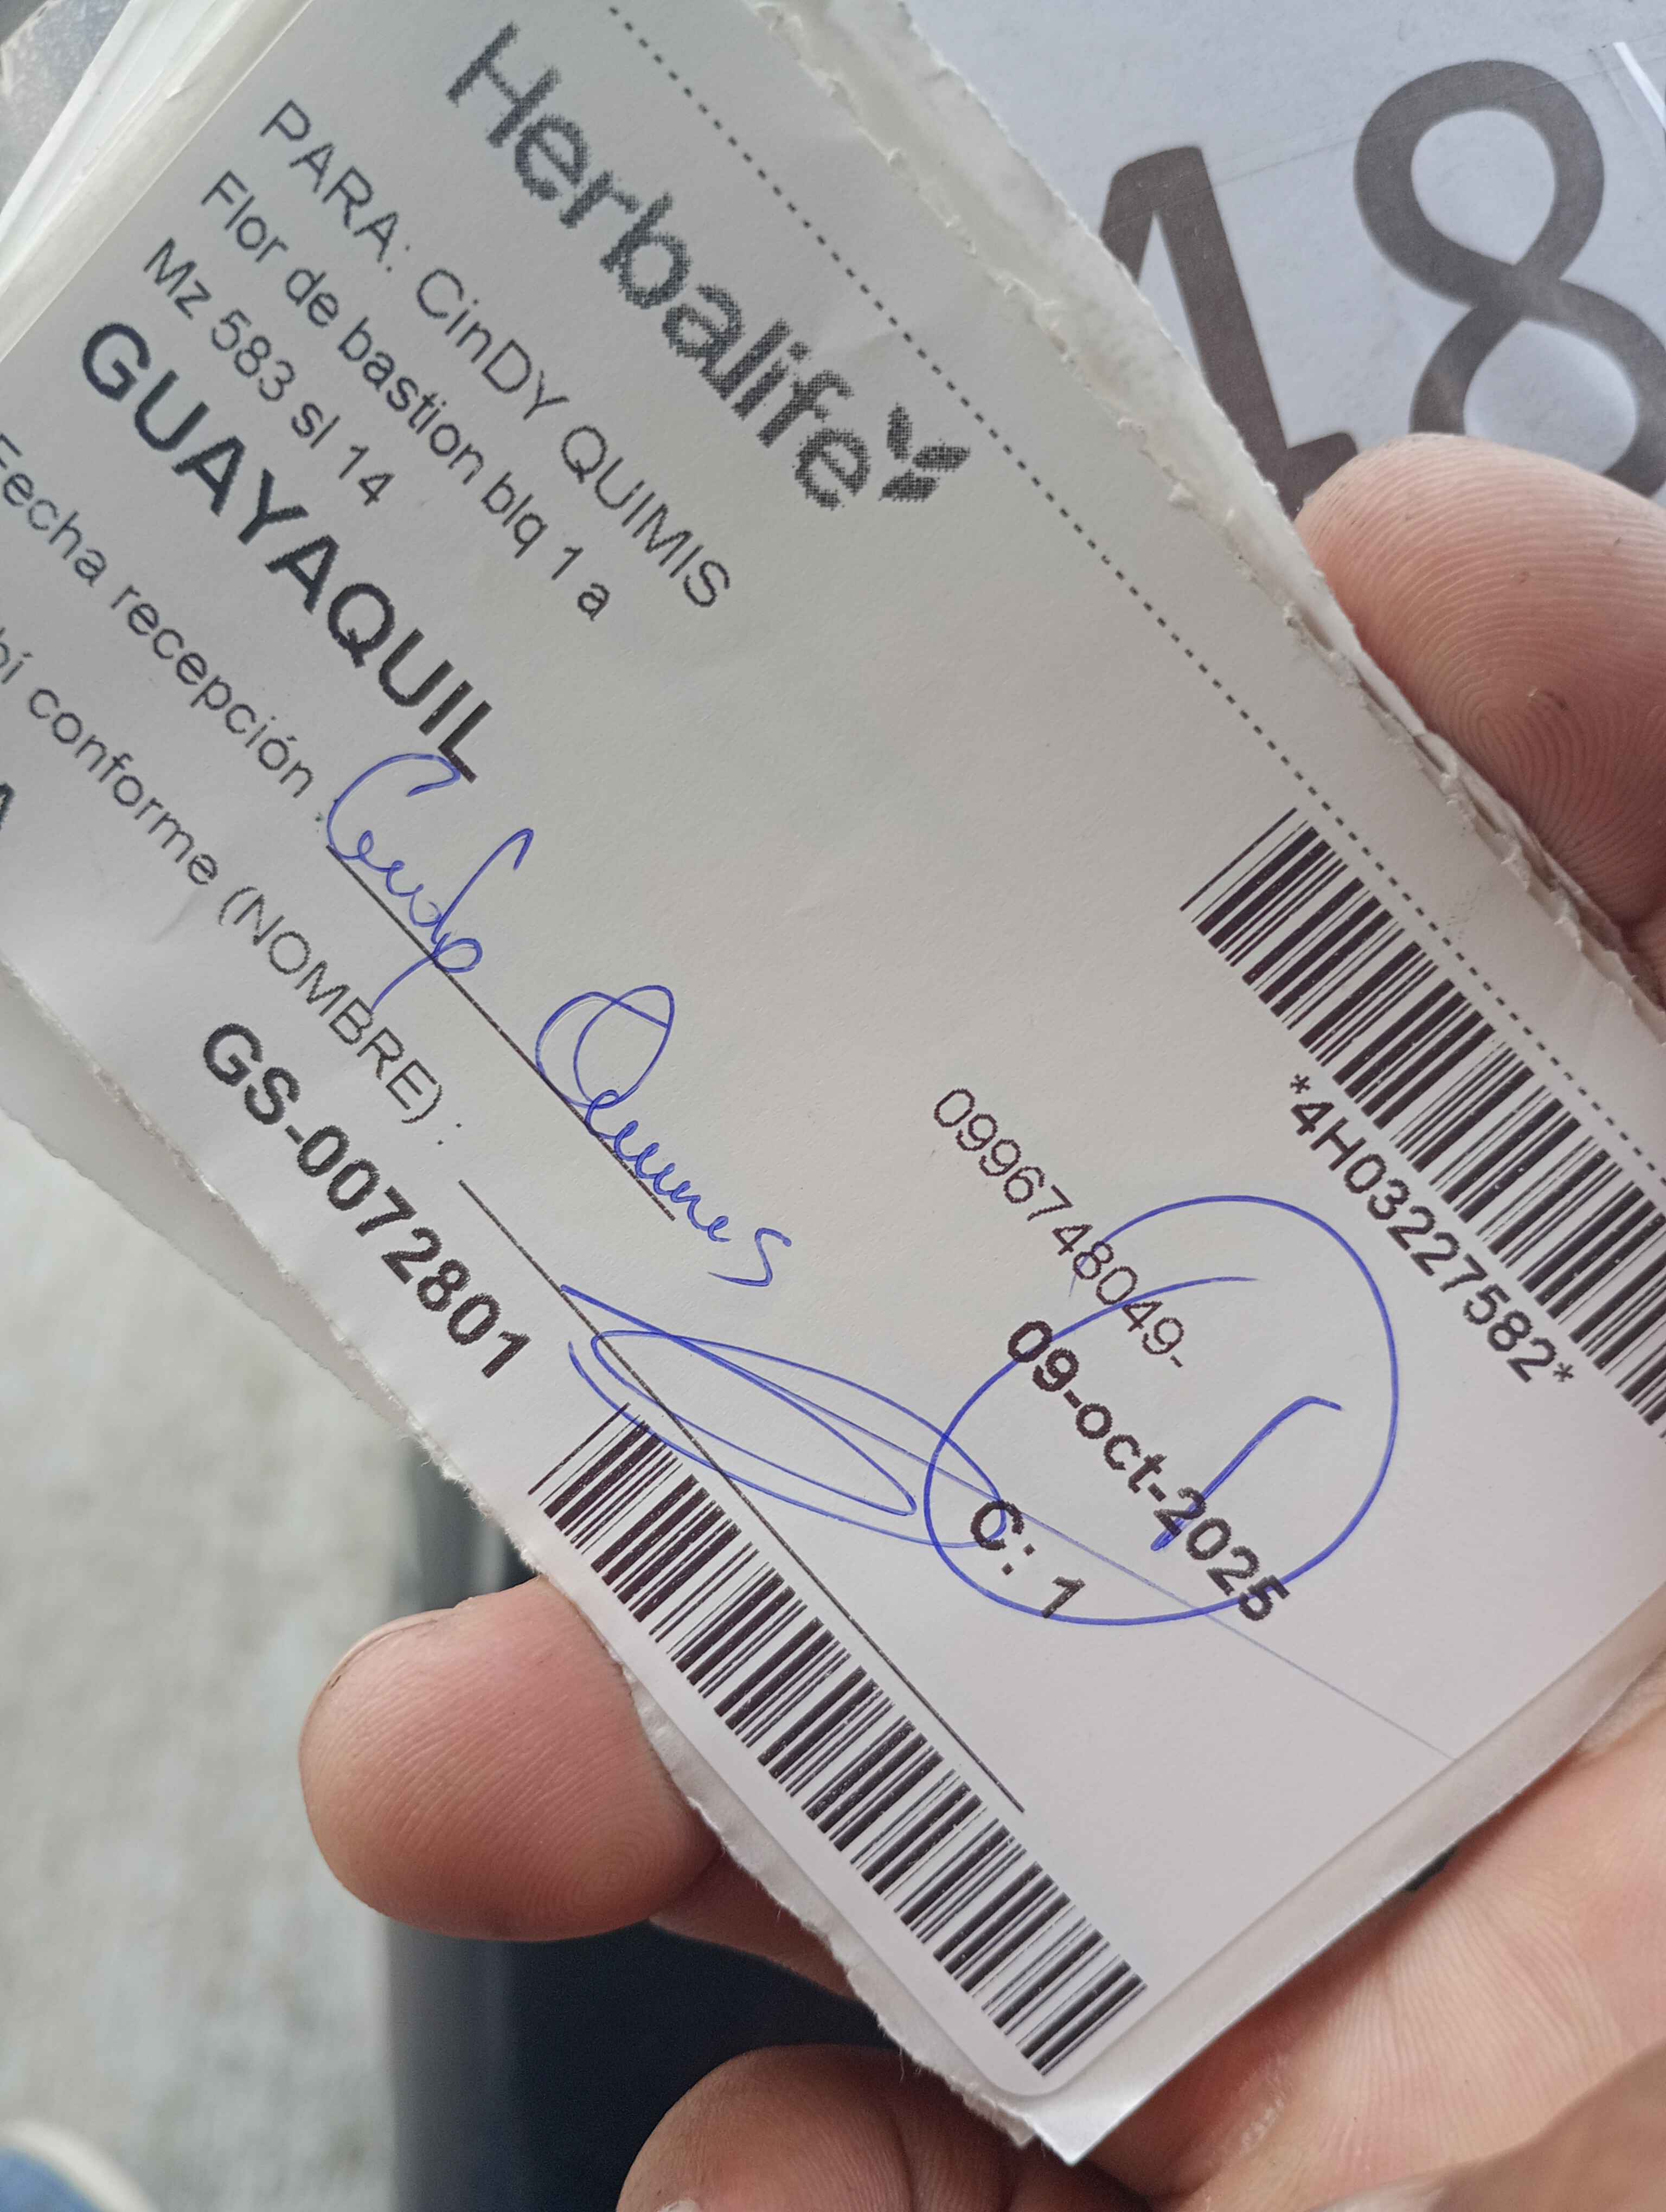 Herbalife
PARA: CinDY QUIMIS
Flor de bastion blq 1 a
Mz 583 sl 14
GUAYAQUIL
*4H03227582*
0996748049-
09-oct-2025
C: 1
Fecha recepción :
bí conforme (NOMBRE) :
GS-0072801
48